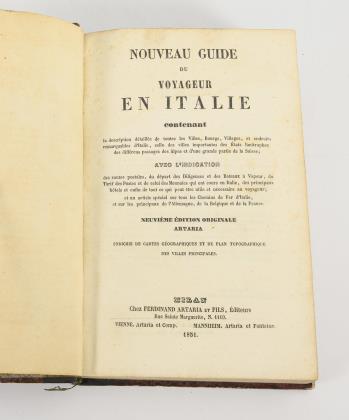 NOUVEAU GUIDE
DU
VOYAGEUR
EN ITALIE
contenant
la description détaillée de toutes les Villes, Bourgs, Villages, et endroits
remarquables d'Italie, celle des villes importantes des États limitrophes
des différens passages des Alpes et d'une grande partie de la Suisse;
AVEC L'INDICATION
des routes postales, du départ des Diligences et des Bateaux à Vapeur, du
Tarif des Postes et de celui des Monnaies qui ont cours en Italie, des principaux
hôtels et enfin de tout ce qui peut être utile et nécessaire au voyageur;
et un article spécial sur tous les Chemins de Fer d'Italie,
et sur les principaux de l'Allemagne, de la Belgique et de la France.
NEUVIÈME ÉDITION ORIGINALE
ARTARIA
ENRICHIE DE CARTES GÉOGRAPHIQUES ET DE PLAN TOPOGRAPHIQUE
DES VILLES PRINCIPALES.
MILAN
Chez FERDINAND ARTARIA ET FILS, Éditeurs
Rue Sainte Marguerite, N. 1110.
VIENNE. Artaria et Comp. MANNHEIM. Artaria et Fontaine.
1851.